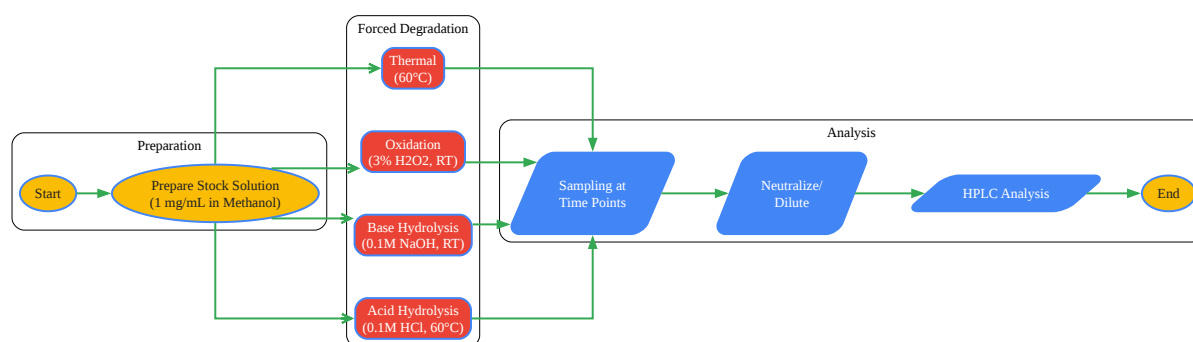 Forced Degradation
Thermal
(60°C)
Preparation
Analysis
Oxidation
(3% H2O2, RT)
Start
Prepare Stock Solution
(1 mg/mL in Methanol)
Sampling at
Time Points
Neutralize/
Dilute
HPLC Analysis
End
Base Hydrolysis
(0.1M NaOH, RT)
Acid Hydrolysis
(0.1M HCl, 60°C)